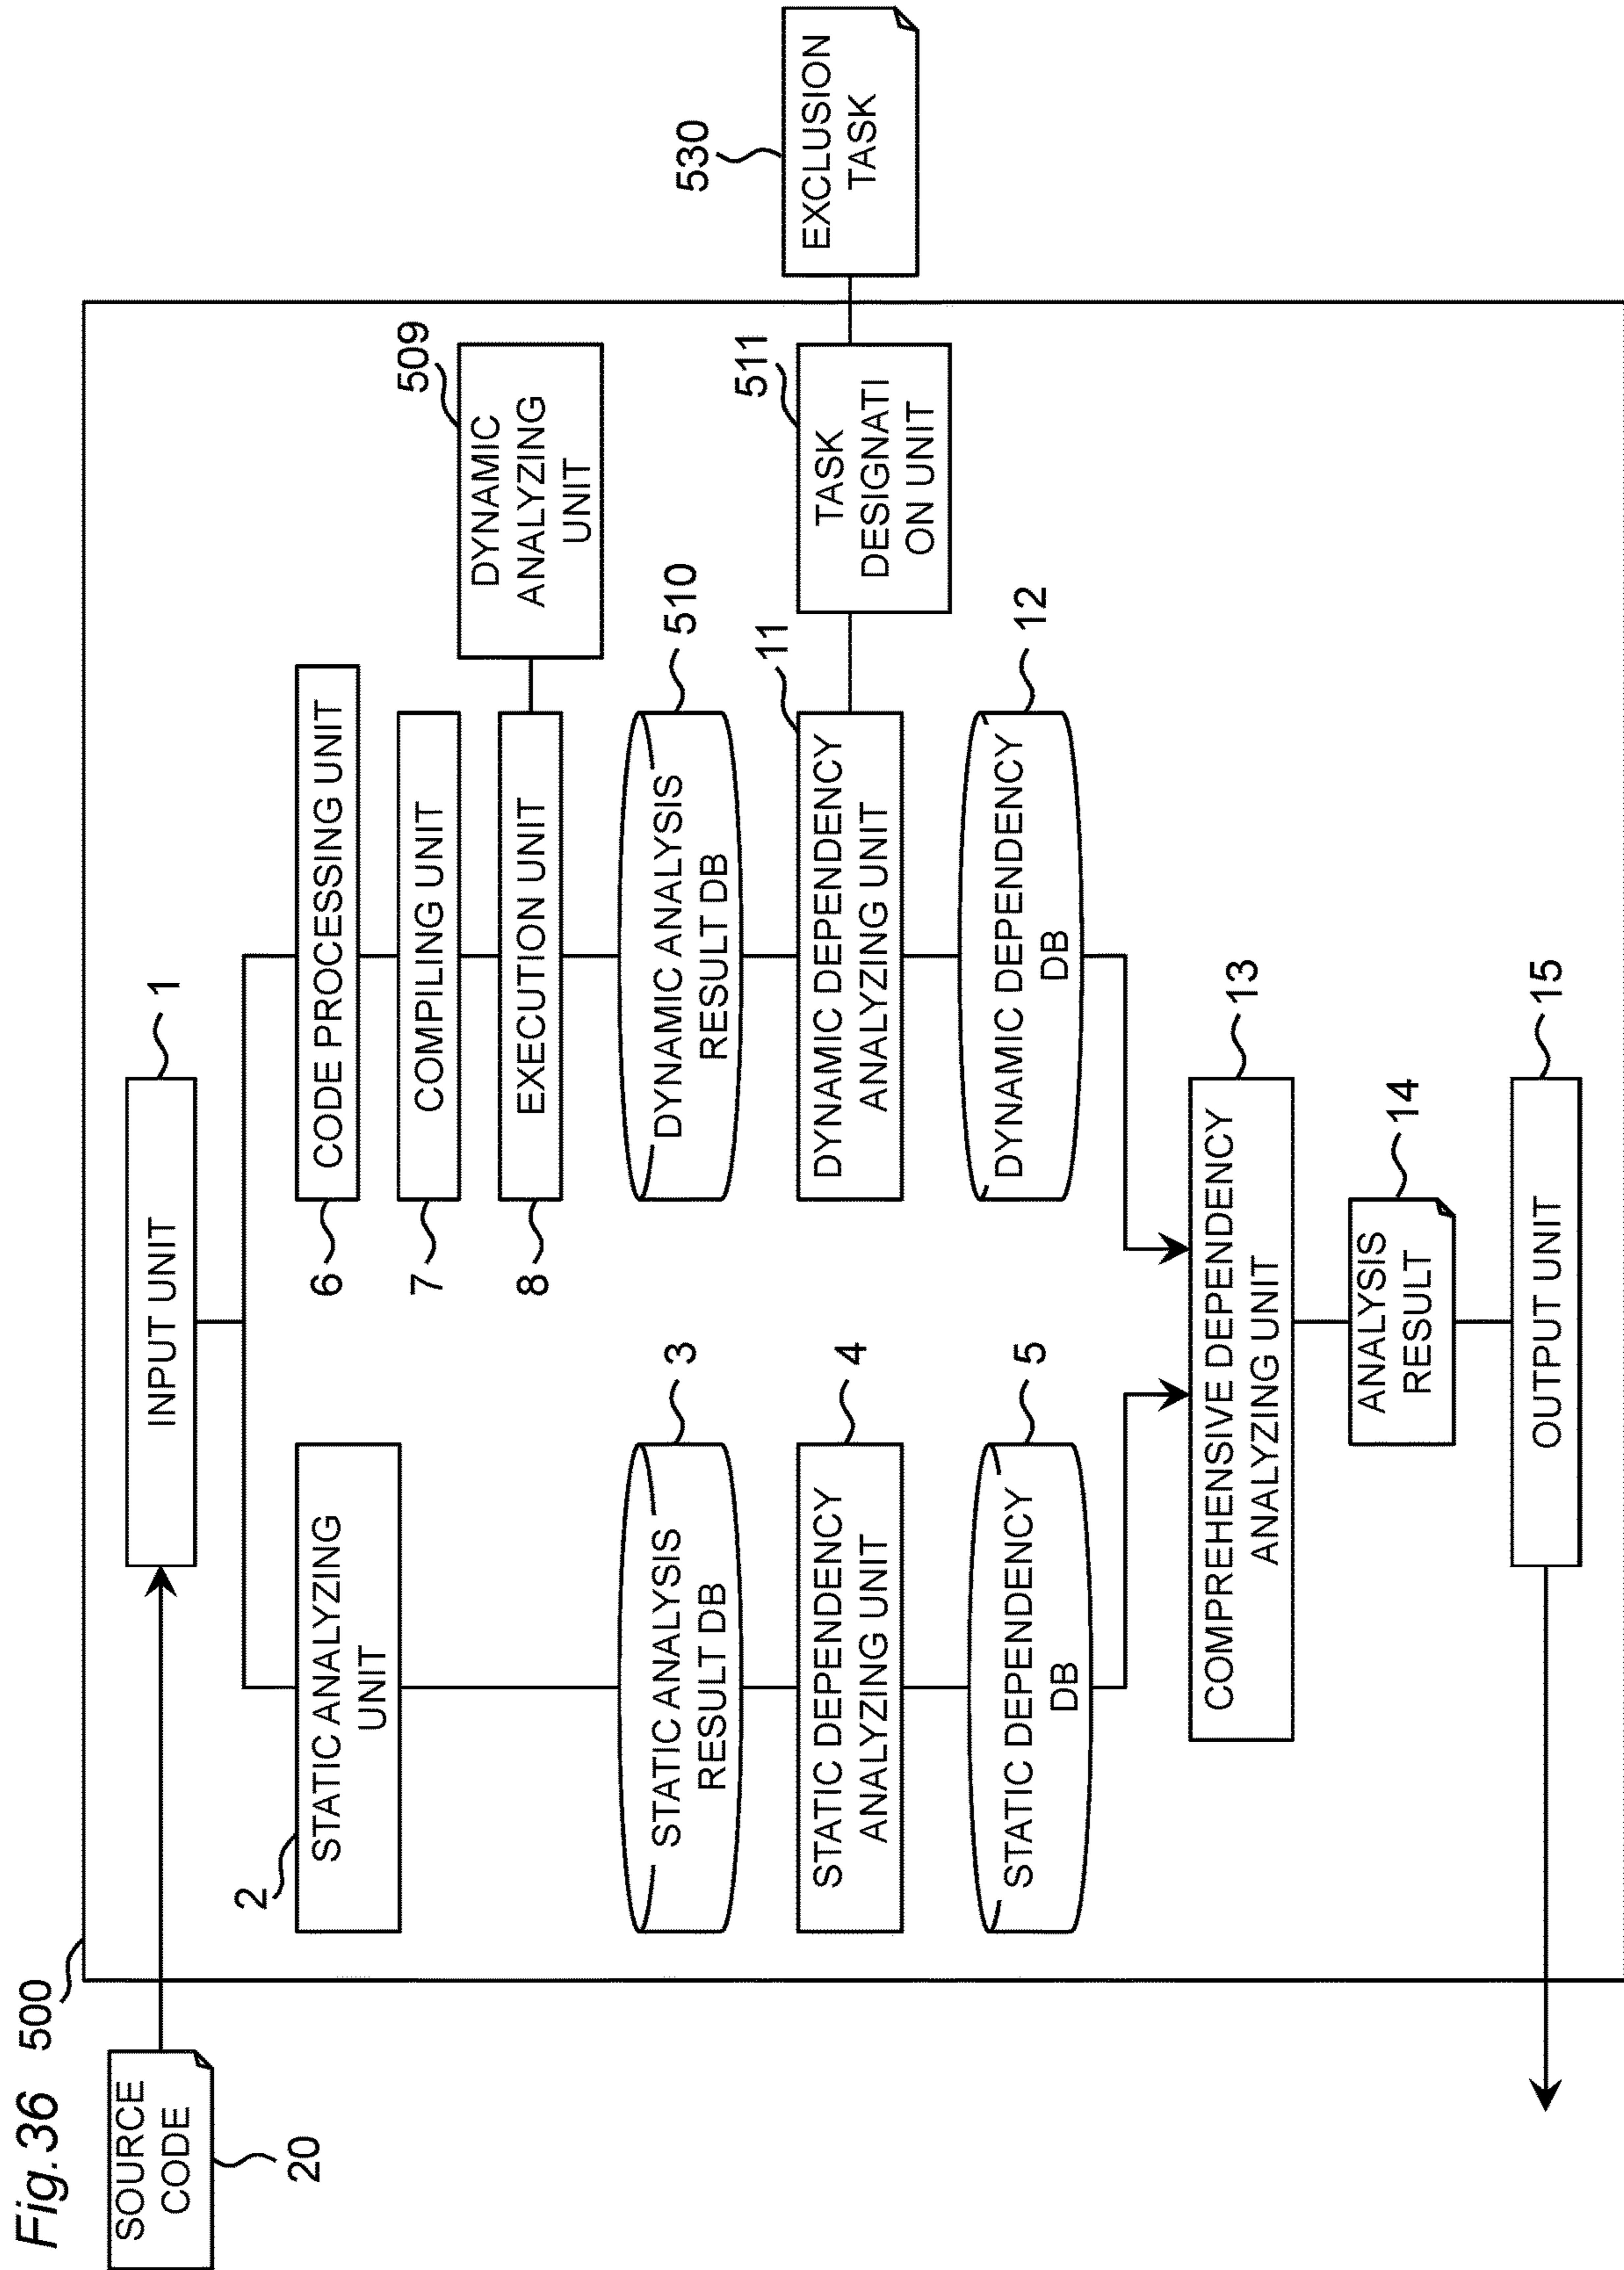 Fig.36
500
SOURCE
CODE
20
INPUT UNIT
1
STATIC ANALYZING
UNIT
2
CODE PROCESSING UNIT
6
COMPILING UNIT
7
EXECUTION UNIT
8
DYNAMIC
ANALYZING
UNIT
509
STATIC ANALYSIS
RESULT DB
3
DYNAMIC ANALYSIS
RESULT DB
510
STATIC DEPENDENCY
ANALYZING UNIT
4
DYNAMIC DEPENDENCY
ANALYZING UNIT
11
TASK
DESIGNATI
ON UNIT
511
EXCLUSION
TASK
530
STATIC DEPENDENCY
DB
5
DYNAMIC DEPENDENCY
DB
12
COMPREHENSIVE DEPENDENCY
ANALYZING UNIT
13
ANALYSIS
RESULT
14
OUTPUT UNIT
15